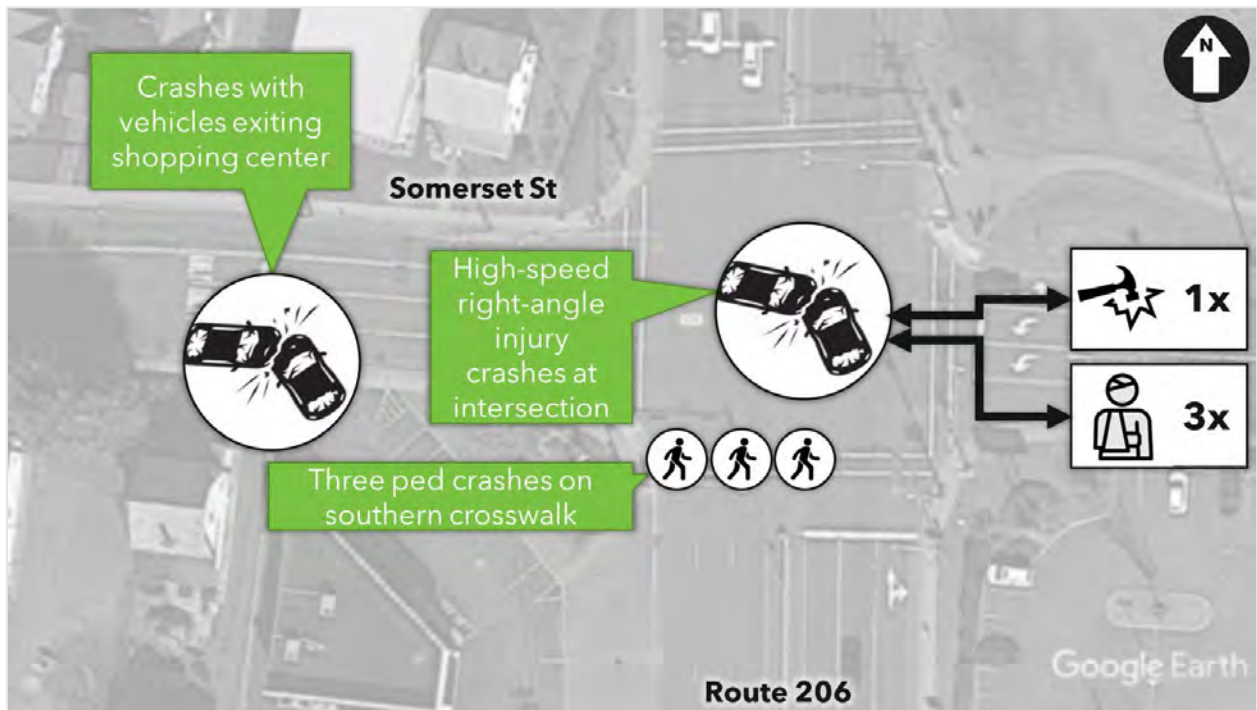 N
Crashes with
vehicles exiting
shopping center
Somerset St
High-speed
right-angle
injury
crashes at
intersection
1x
3x
Three ped crashes on
southern crosswalk
Google Earth
Route 206